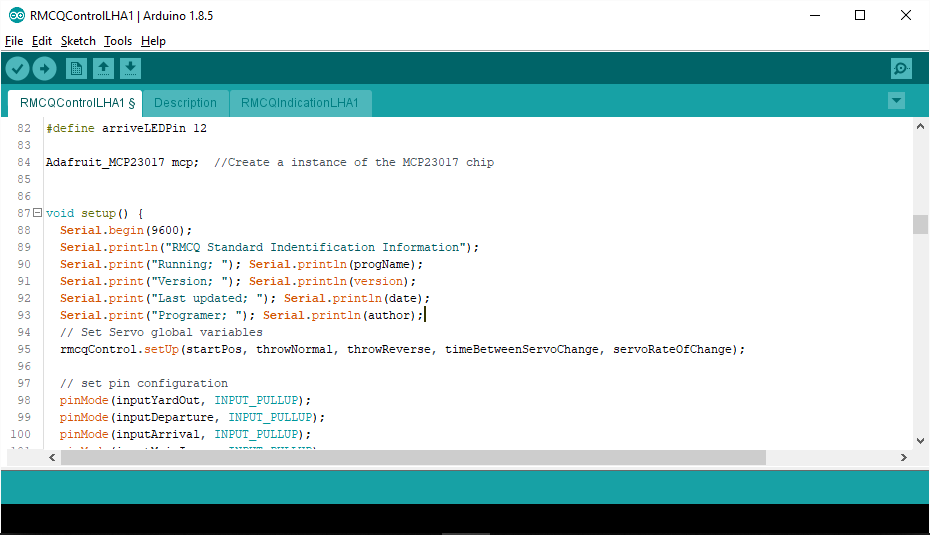 RMCQControlLHA1 | Arduino 1.8.5
File Edit Sketch Tools Help
RMCQControlLHA1 § Description RMCQIndicationLHA1
82 #define arriveLEDPin 12
83
84 Adafruit_MCP23017 mcp;  //Create a instance of the MCP23017 chip
85
86
87 void setup() {
88   Serial.begin(9600);
89   Serial.println("RMCQ Standard Indentification Information");
90   Serial.print("Running; "); Serial.println(progName);
91   Serial.print("Version; "); Serial.println(version);
92   Serial.print("Last updated; "); Serial.println(date);
93   Serial.print("Programer; "); Serial.println(author);
94   // Set Servo global variables
95   rmcqControl.setUp(startPos, throwNormal, throwReverse, timeBetweenServoChange, servoRateOfChange);
96
97   // set pin configuration
98   pinMode(inputYardOut, INPUT_PULLUP);
99   pinMode(inputDeparture, INPUT_PULLUP);
100   pinMode(inputArrival, INPUT_PULLUP);